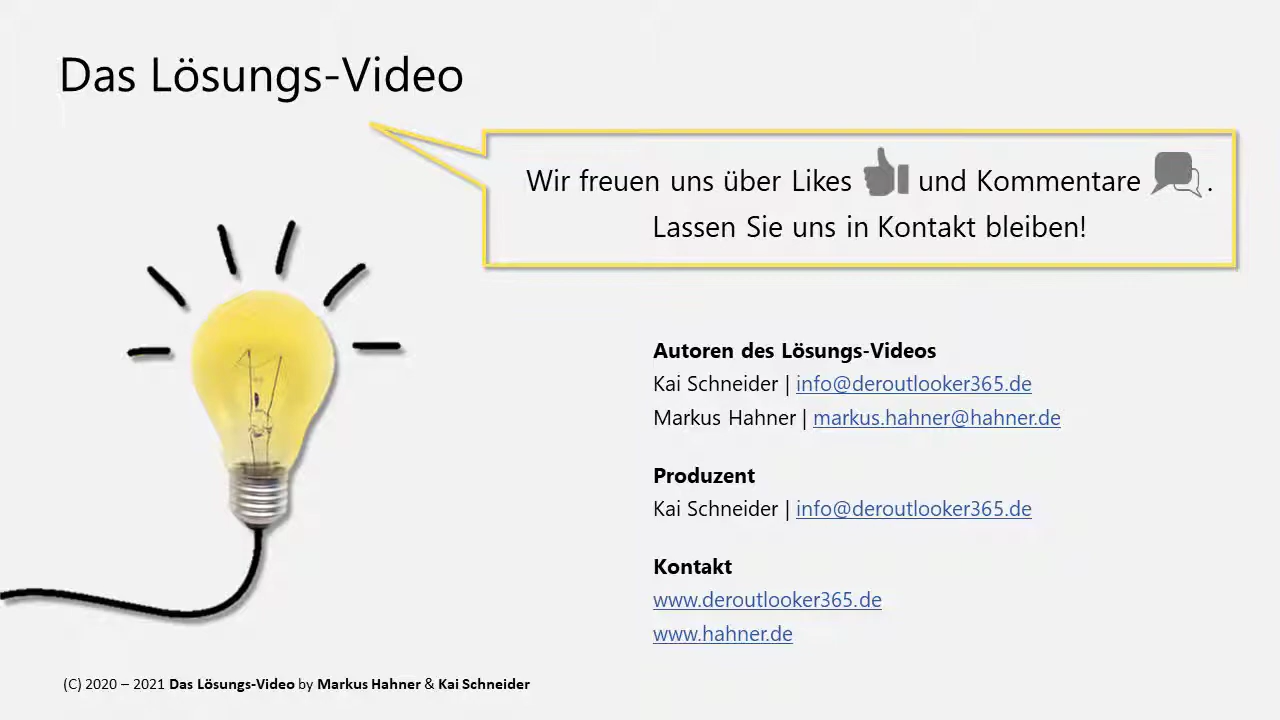 Das Lösungs-Video
Wir freuen uns über Likes und Kommentare .
Lassen Sie uns in Kontakt bleiben!
Autoren des Lösungs-Videos
Kai Schneider | info@deroutlooker365.de
Markus Hahner | markus.hahner@hahner.de
Produzent
Kai Schneider | info@deroutlooker365.de
Kontakt
www.deroutlooker365.de
www.hahner.de
(C) 2020 – 2021 Das Lösungs-Video by Markus Hahner & Kai Schneider